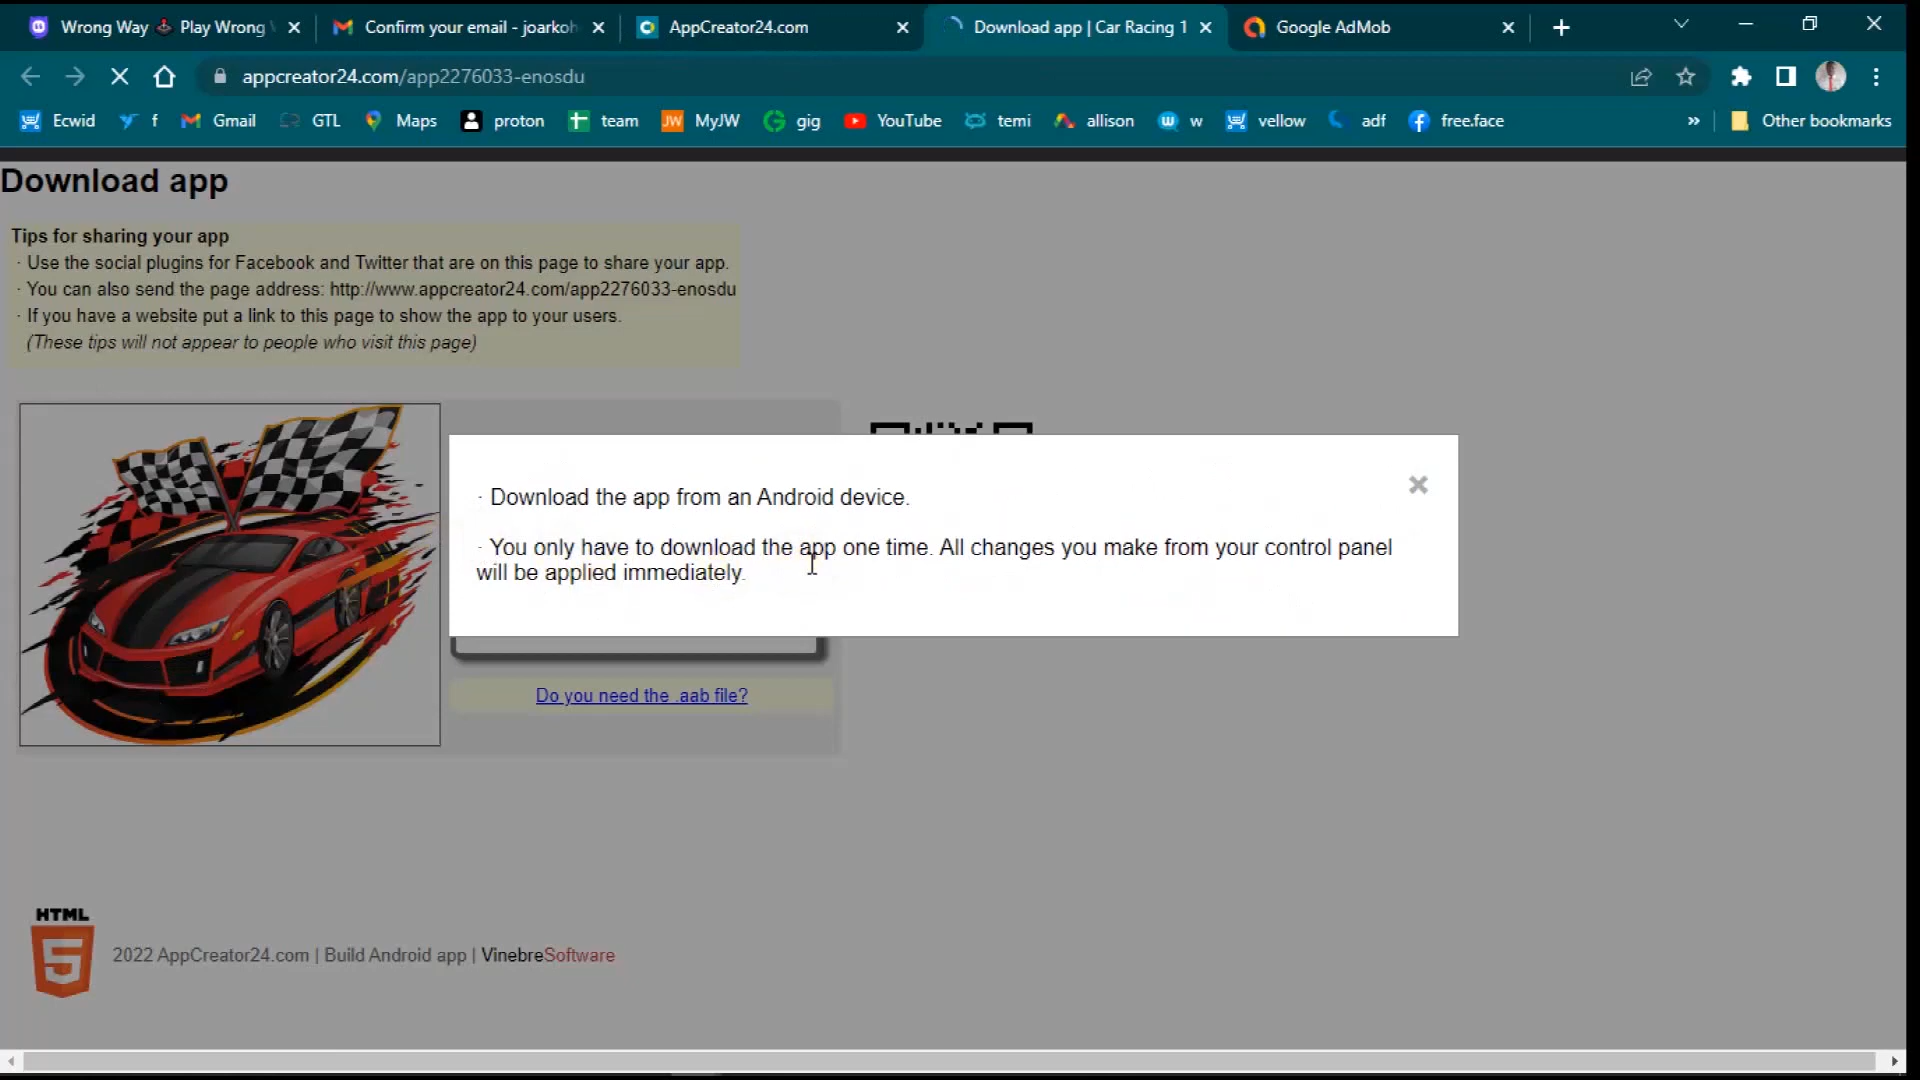 Wrong Way Play Wrong
Confirm your email - joarkoh
AppCreator24.com
Download app | Car Racing 1
Google AdMob
appcreator24.com/app2276033-enosdu
Ecwid
f
Gmail
GTL
Maps
proton
team
JW
MyJW
gig
YouTube
temi
allison
w
vellow
adf
free.face
»
Other bookmarks
Download app
Tips for sharing your app
· Use the social plugins for Facebook and Twitter that are on this page to share your app.
· You can also send the page address: http://www.appcreator24.com/app2276033-enosdu
· If you have a website put a link to this page to show the app to your users.
(These tips will not appear to people who visit this page)
· Download the app from an Android device.
· You only have to download the app one time. All changes you make from your control panel
will be applied immediately.
Do you need the .aab file?
HTML
5
2022 AppCreator24.com | Build Android app | VinebreSoftware